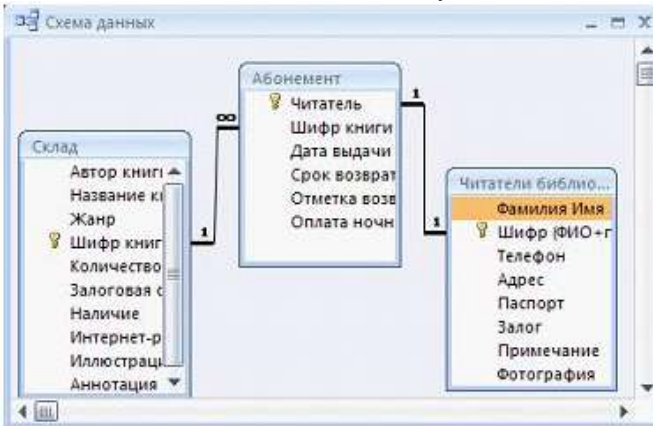 Схема данных
Абонемент
Читатель
Шифр книги
Дата выдачи
Срок возврат
Отметка возв
Оплата ночн
∞
1
1
1
Склад
Автор книги
Название кн
Жанр
Шифр книг
Количество
Залоговая с
Наличие
Интернет-р
Иллюстраци
Аннотация
Читатели библио...
Фамилия Имя
Шифр (ФИО+г
Телефон
Адрес
Паспорт
Залог
Примечание
Фотография